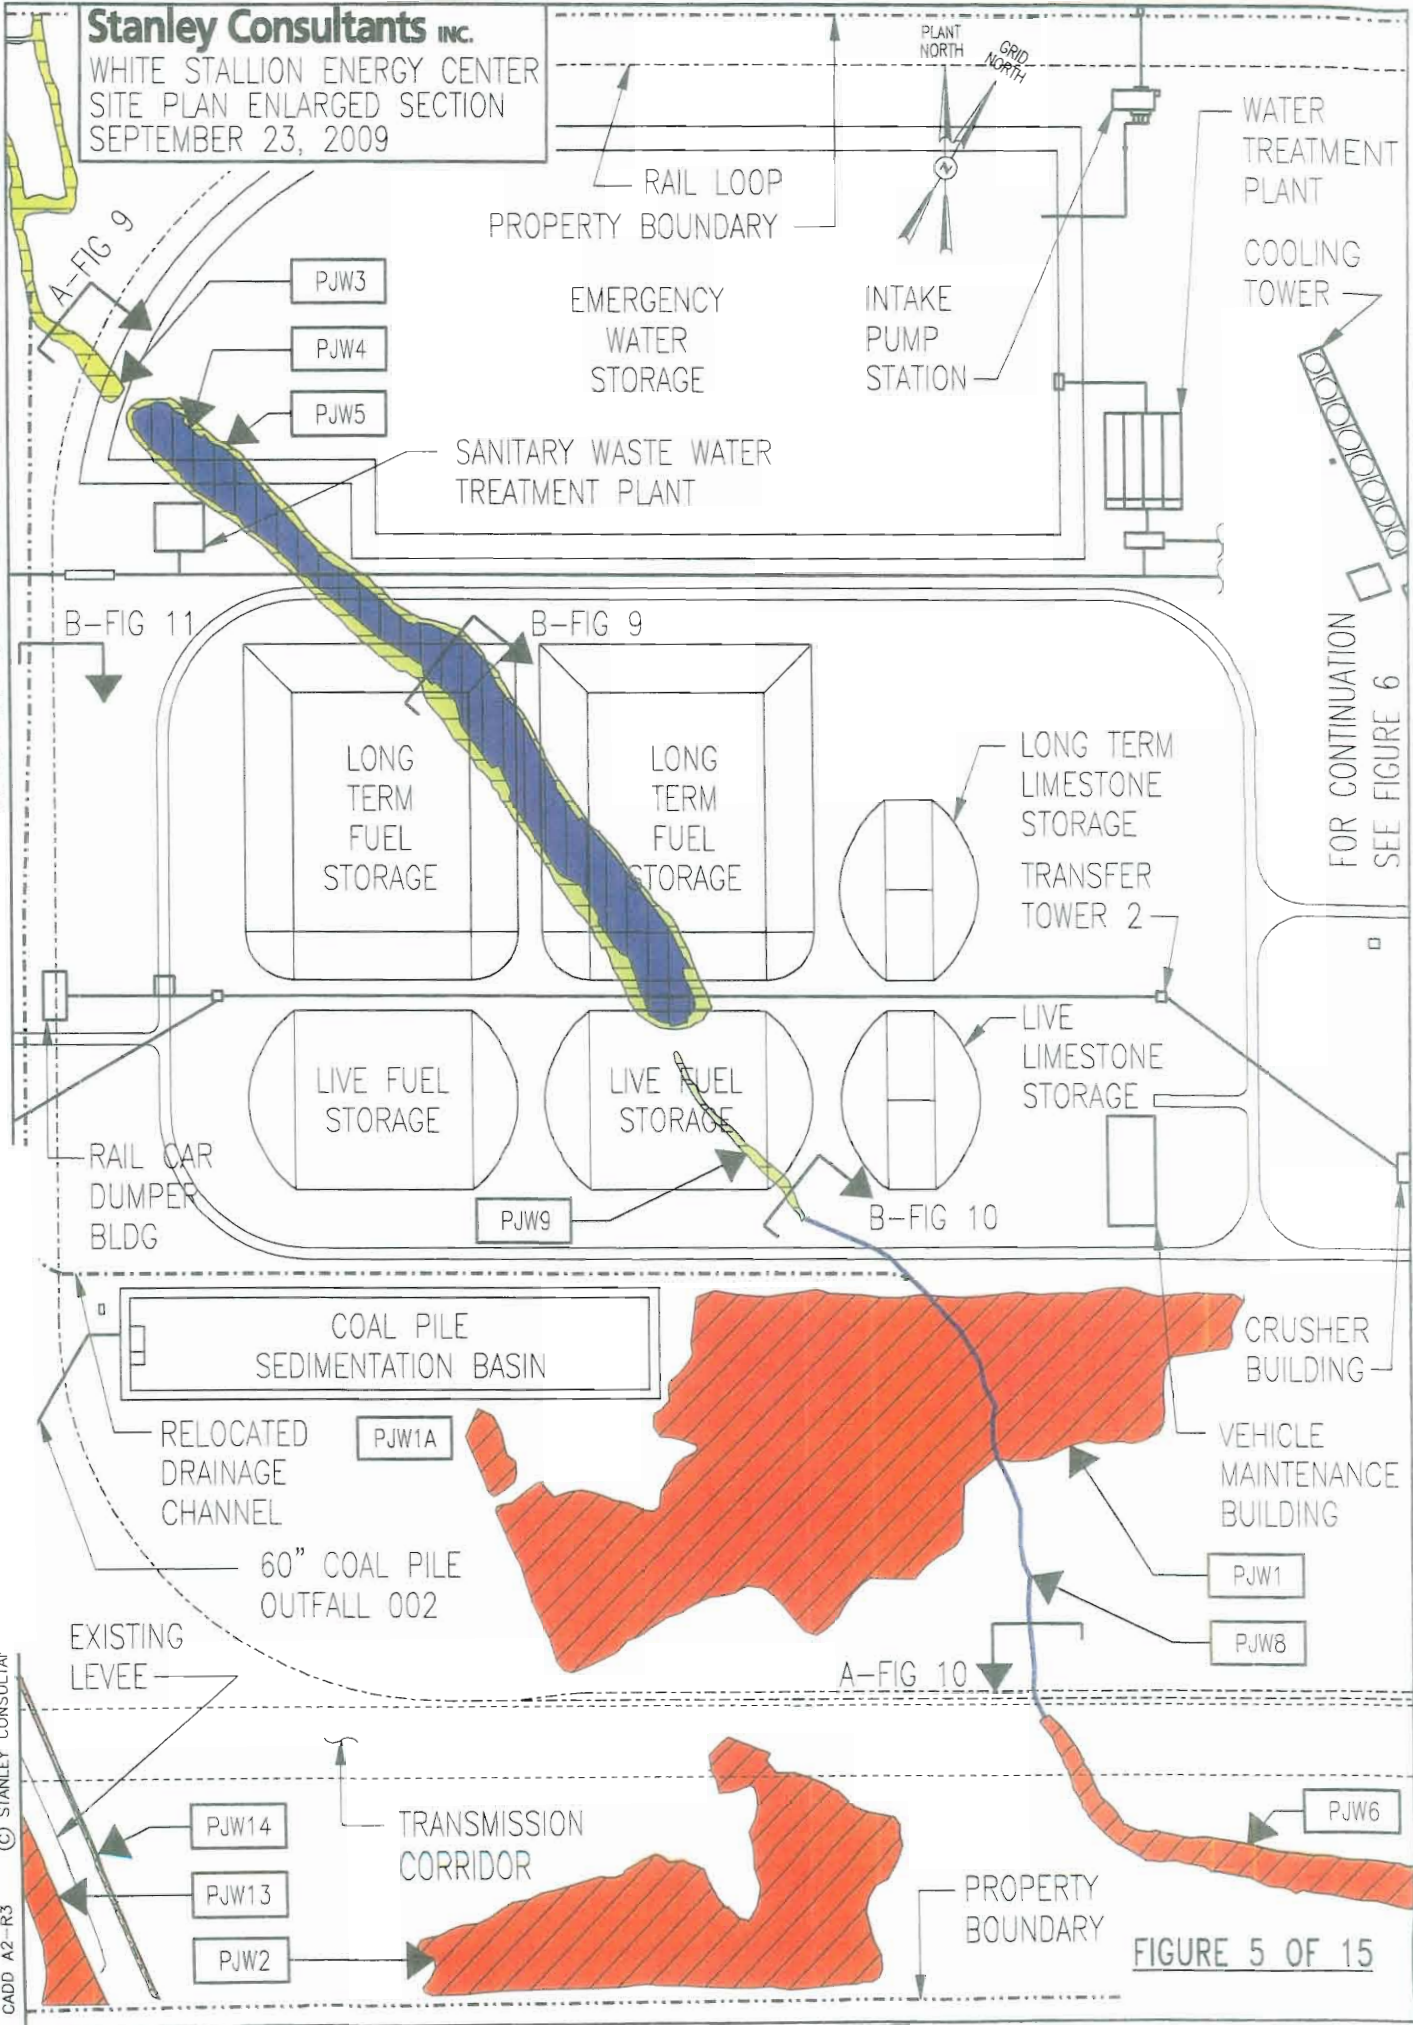 Stanley Consultants INC.
WHITE STALLION ENERGY CENTER
SITE PLAN ENLARGED SECTION
SEPTEMBER 23, 2009
PLANT
NORTH
GRID
NORTH
N
RAIL LOOP
PROPERTY BOUNDARY
WATER
TREATMENT
PLANT
COOLING
TOWER
A-FIG 9
PJW3
PJW4
PJW5
EMERGENCY
WATER
STORAGE
INTAKE
PUMP
STATION
SANITARY WASTE WATER
TREATMENT PLANT
B-FIG 11
B-FIG 9
FOR CONTINUATION
SEE FIGURE 6
LONG
TERM
FUEL
STORAGE
LONG
TERM
FUEL
STORAGE
LONG TERM
LIMESTONE
STORAGE
TRANSFER
TOWER 2
LIVE FUEL
STORAGE
LIVE FUEL
STORAGE
LIVE
LIMESTONE
STORAGE
RAIL CAR
DUMPER
BLDG
PJW9
B-FIG 10
COAL PILE
SEDIMENTATION BASIN
CRUSHER
BUILDING
RELOCATED
DRAINAGE
CHANNEL
PJW1A
VEHICLE
MAINTENANCE
BUILDING
60" COAL PILE
OUTFALL 002
PJW1
PJW8
EXISTING
LEVEE
A-FIG 10
PJW14
PJW13
PJW2
TRANSMISSION
CORRIDOR
PJW6
PROPERTY
BOUNDARY
FIGURE 5 OF 15
CADD A2-R3
© STANLEY